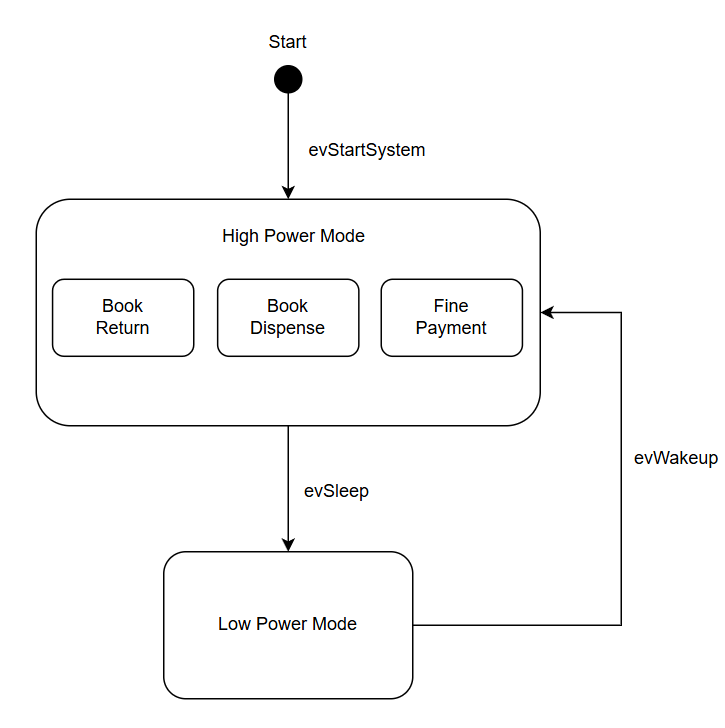 Start
evStartSystem
High Power Mode
Book
Return
Book
Dispense
Fine
Payment
evWakeup
evSleep
Low Power Mode